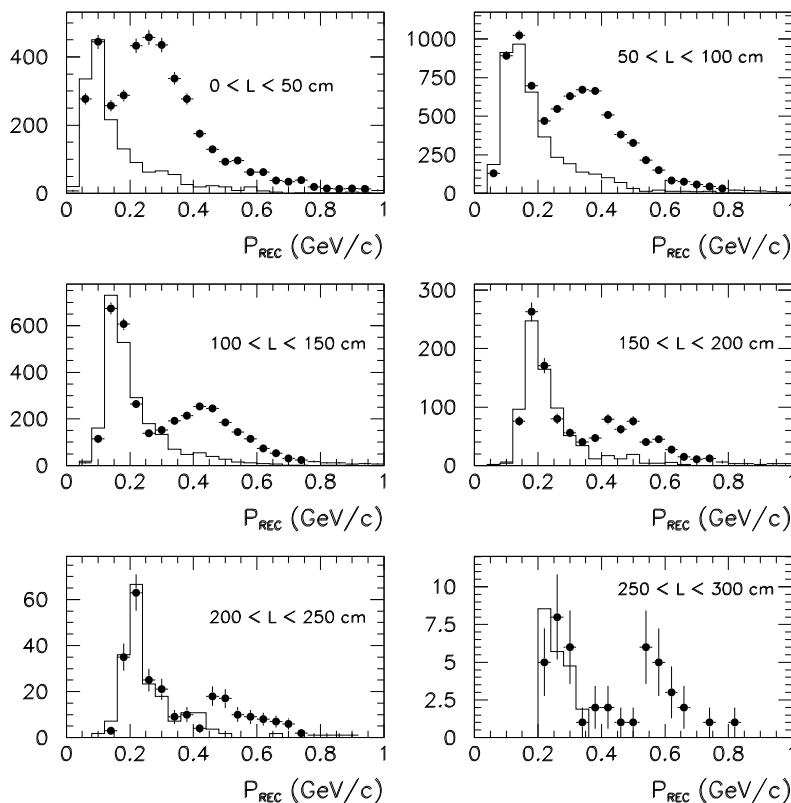 400
200
0
0 < L < 50 cm
0 0.2 0.4 0.6 0.8 1
P_REC (GeV/c)
1000
750
500
250
0
50 < L < 100 cm
0 0.2 0.4 0.6 0.8 1
P_REC (GeV/c)
600
400
200
0
100 < L < 150 cm
0 0.2 0.4 0.6 0.8 1
P_REC (GeV/c)
300
200
100
0
150 < L < 200 cm
0 0.2 0.4 0.6 0.8 1
P_REC (GeV/c)
60
40
20
0
200 < L < 250 cm
0 0.2 0.4 0.6 0.8 1
P_REC (GeV/c)
10
7.5
5
2.5
0
250 < L < 300 cm
0 0.2 0.4 0.6 0.8 1
P_REC (GeV/c)